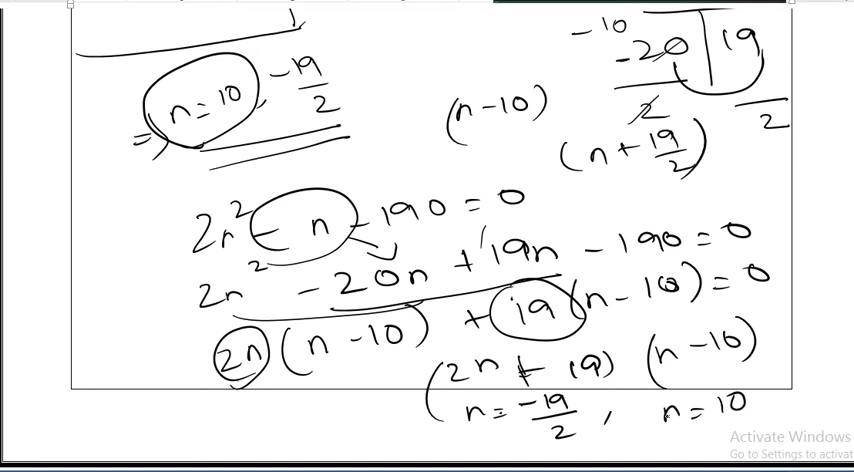 -10
-20 | 19
n = 10, -19/2
2 2
(n-10)
=>
(n + 19/2)
2n² - n - 190 = 0
2n² - 20n + 19n - 190 = 0
2n (n-10) + 19 (n-10) = 0
(2n + 19) (n-10)
n = -19/2, n = 10
Activate Windows
Go to Settings to activat